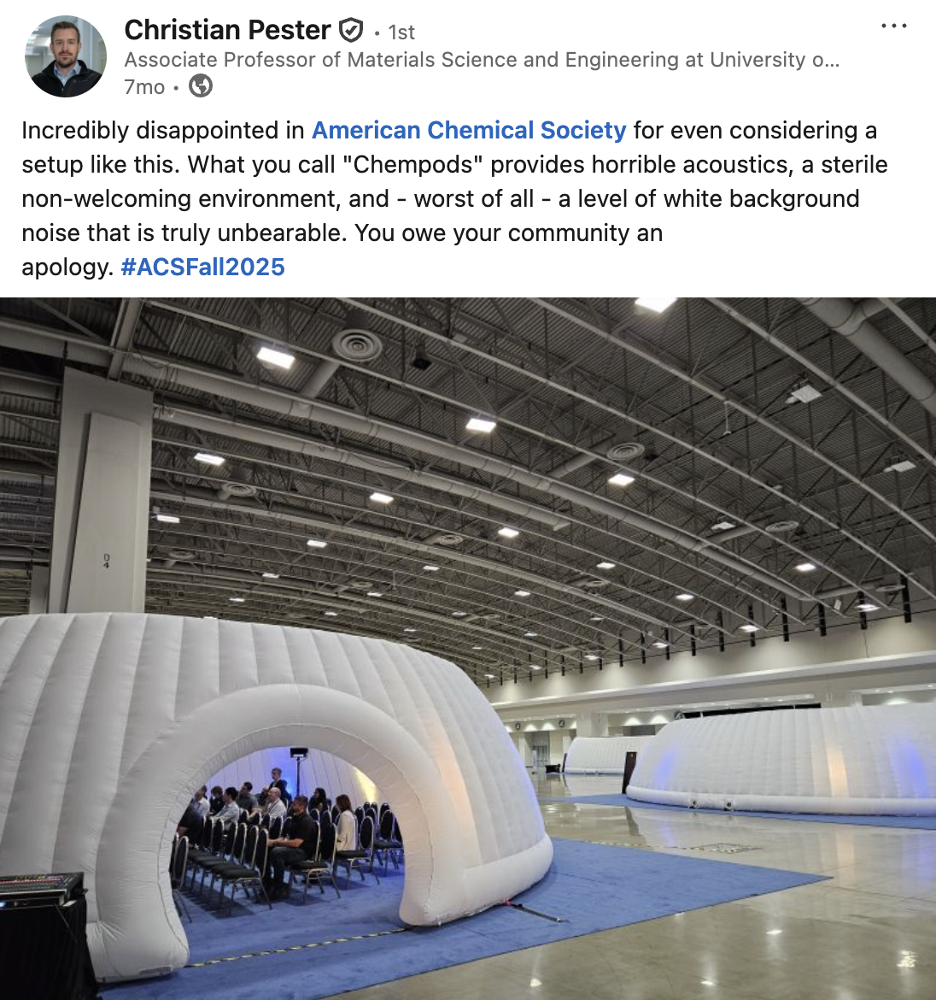 Christian Pester • 1st
Associate Professor of Materials Science and Engineering at University o...
7mo •
Incredibly disappointed in American Chemical Society for even considering a
setup like this. What you call "Chempods" provides horrible acoustics, a sterile
non-welcoming environment, and - worst of all - a level of white background
noise that is truly unbearable. You owe your community an
apology. #ACSFall2025
D
4